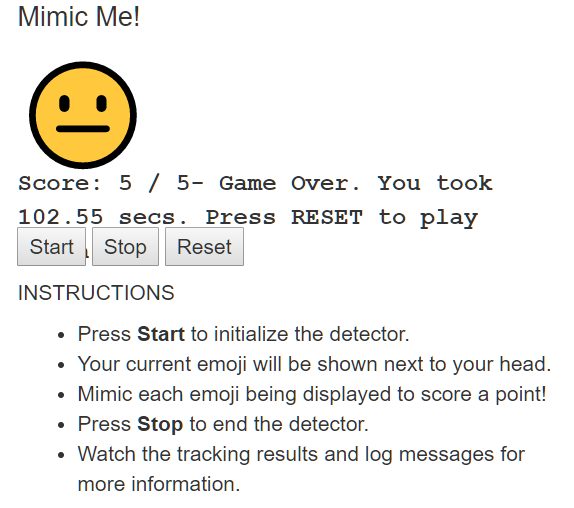 Mimic Me!
Score: 5 / 5- Game Over. You took
102.55 secs. Press RESET to play
Start Stop Reset
INSTRUCTIONS
• Press Start to initialize the detector.
• Your current emoji will be shown next to your head.
• Mimic each emoji being displayed to score a point!
• Press Stop to end the detector.
• Watch the tracking results and log messages for
more information.